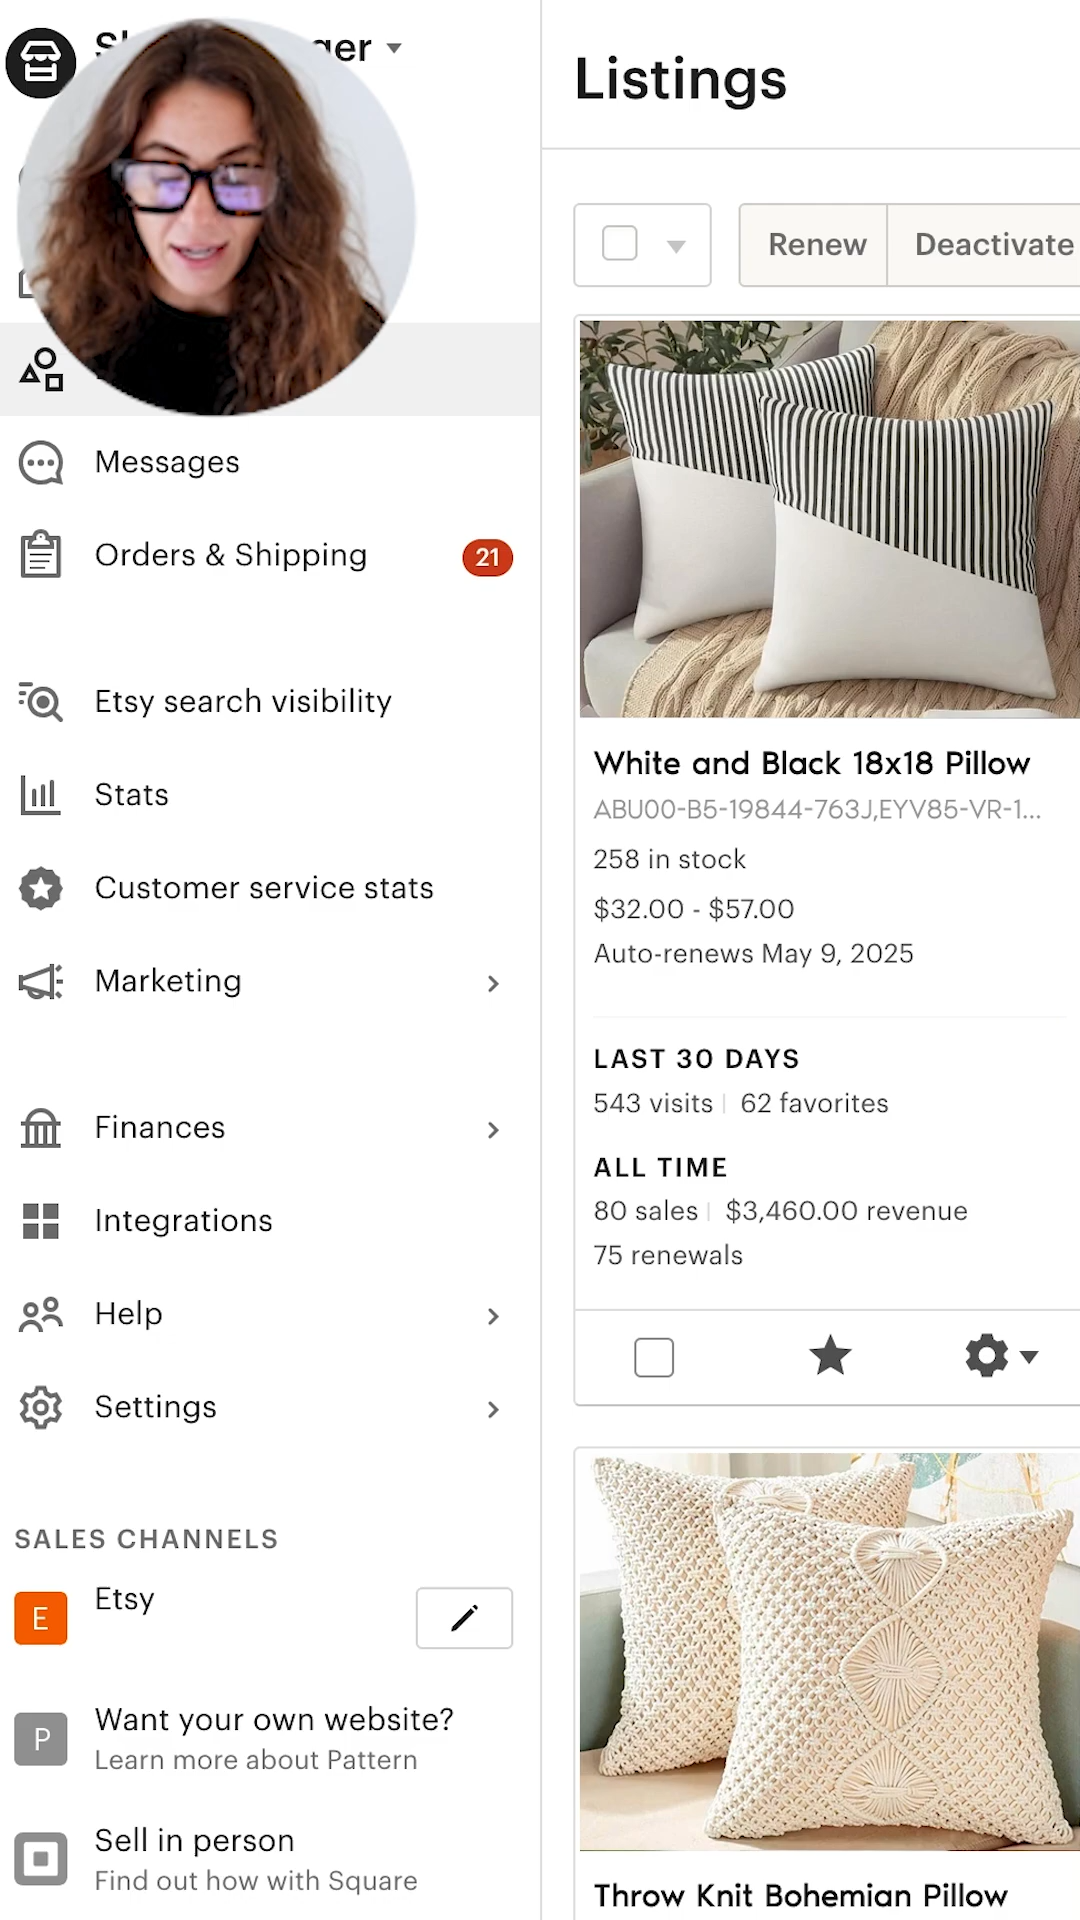 Listings
Renew
Deactivate
Messages
Orders & Shipping
21
Etsy search visibility
Stats
Customer service stats
Marketing
Finances
Integrations
Help
Settings
SALES CHANNELS
E
Etsy
P
Want your own website?
Learn more about Pattern
Sell in person
Find out how with Square
White and Black 18x18 Pillow
ABU00-B5-19844-763J,EYV85-VR-1...
258 in stock
$32.00 - $57.00
Auto-renews May 9, 2025
LAST 30 DAYS
543 visits | 62 favorites
ALL TIME
80 sales | $3,460.00 revenue
75 renewals
Throw Knit Bohemian Pillow